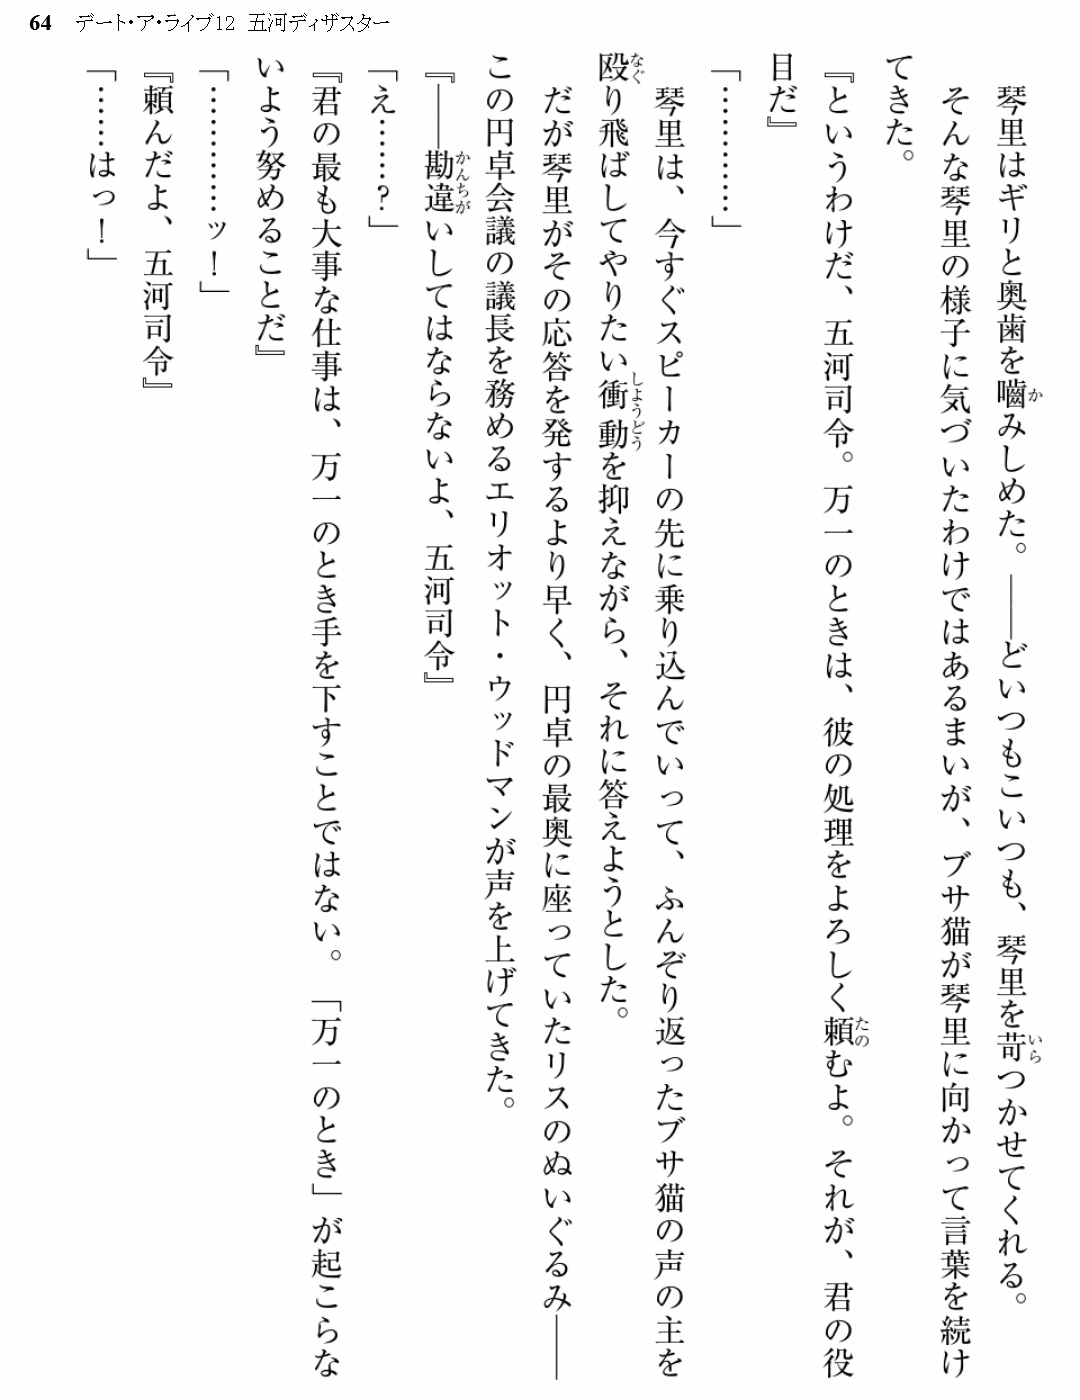 64 デート・ア・ライブ12 五河ディザスター
琴里はギリと奥歯を嚙みしめた。――どいつもこいつも、琴里を苛つかせてくれる。
そんな琴里の様子に気づいたわけではあるまいが、ブサ猫が琴里に向かって言葉を続け
てきた。
『というわけだ、五河司令。万一のときは、彼の処理をよろしく頼むよ。それが、君の役
目だ』
「…………」
琴里は、今すぐスピーカーの先に乗り込んでいって、ふんぞり返ったブサ猫の声の主を
殴り飛ばしてやりたい衝動を抑えながら、それに答えようとした。
だが琴里がその応答を発するより早く、円卓の最奥に座っていたリスのぬいぐるみ――
この円卓会議の議長を務めるエリオット・ウッドマンが声を上げてきた。
『――勘違いしてはならないよ、五河司令』
「え……？」
『君の最も大事な仕事は、万一のとき手を下すことではない。「万一のとき」が起こらな
いよう努めることだ』
「…………ッ！」
『頼んだよ、五河司令』
「……はっ！」